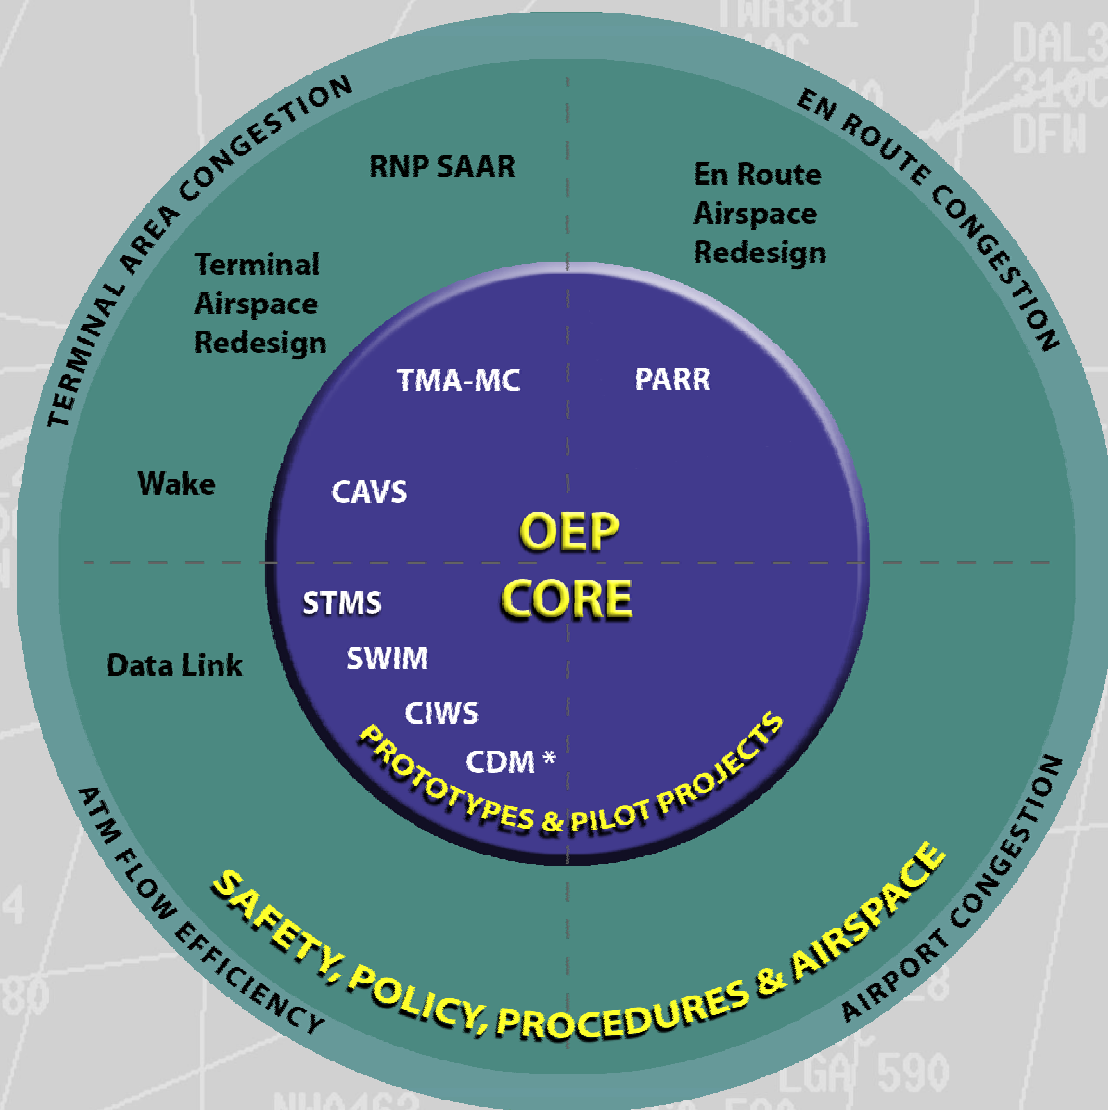 TWA381
DAL3
310C
DFW
TERMINAL AREA CONGESTION
EN ROUTE CONGESTION
RNP SAAR
En Route
Airspace
Redesign
Terminal
Airspace
Redesign
TMA-MC
PARR
Wake
CAVS
OEP
CORE
STMS
SWIM
Data Link
CIWS
CDM *
PROTOTYPES & PILOT PROJECTS
SAFETY, POLICY, PROCEDURES & AIRSPACE
ATM FLOW EFFICIENCY
AIRPORT CONGESTION
LGA 590